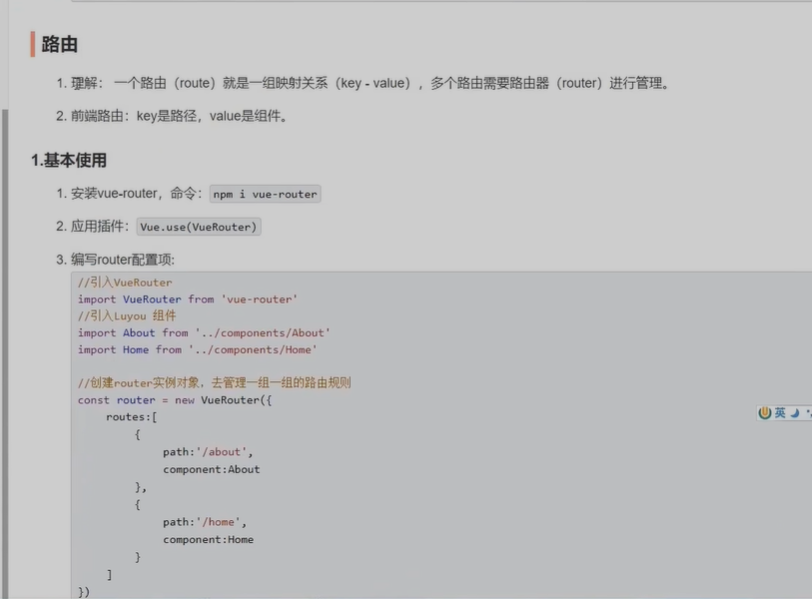 路由
1. 理解： 一个路由（route）就是一组映射关系（key - value），多个路由需要路由器（router）进行管理。
2. 前端路由：key是路径，value是组件。
1.基本使用
1. 安装vue-router，命令： npm i vue-router
2. 应用插件： Vue.use(VueRouter)
3. 编写router配置项:
//引入VueRouter
import VueRouter from 'vue-router'
//引入Luyou 组件
import About from '../components/About'
import Home from '../components/Home'
//创建router实例对象，去管理一组一组的路由规则
const router = new VueRouter({
routes:[
{
path:'/about',
component:About
},
{
path:'/home',
component:Home
}
]
})
英